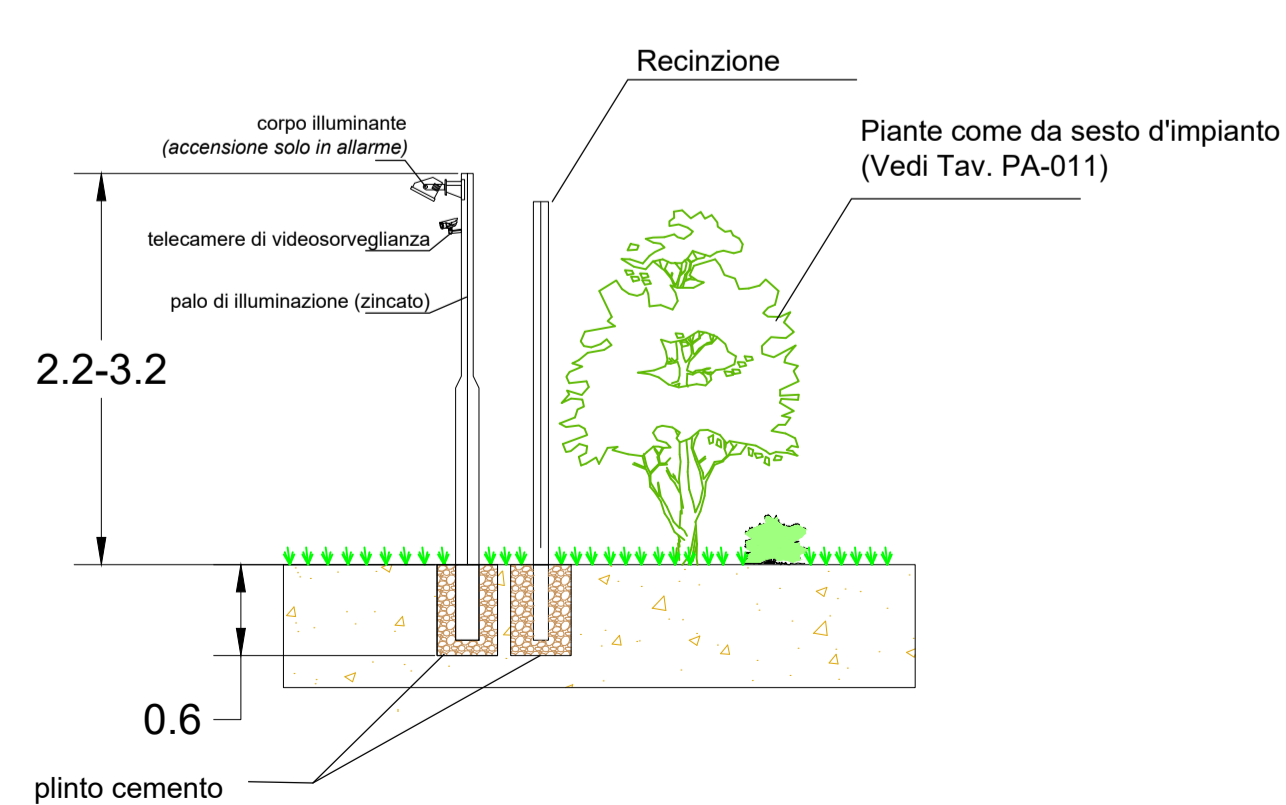 Recinzione
corpo illuminante
(accensione solo in allarme)
Piante come da sesto d'impianto
(Vedi Tav. PA-011)
telecamere di videosorveglianza
palo di illuminazione (zincato)
2.2-3.2
0.6
plinto cemento